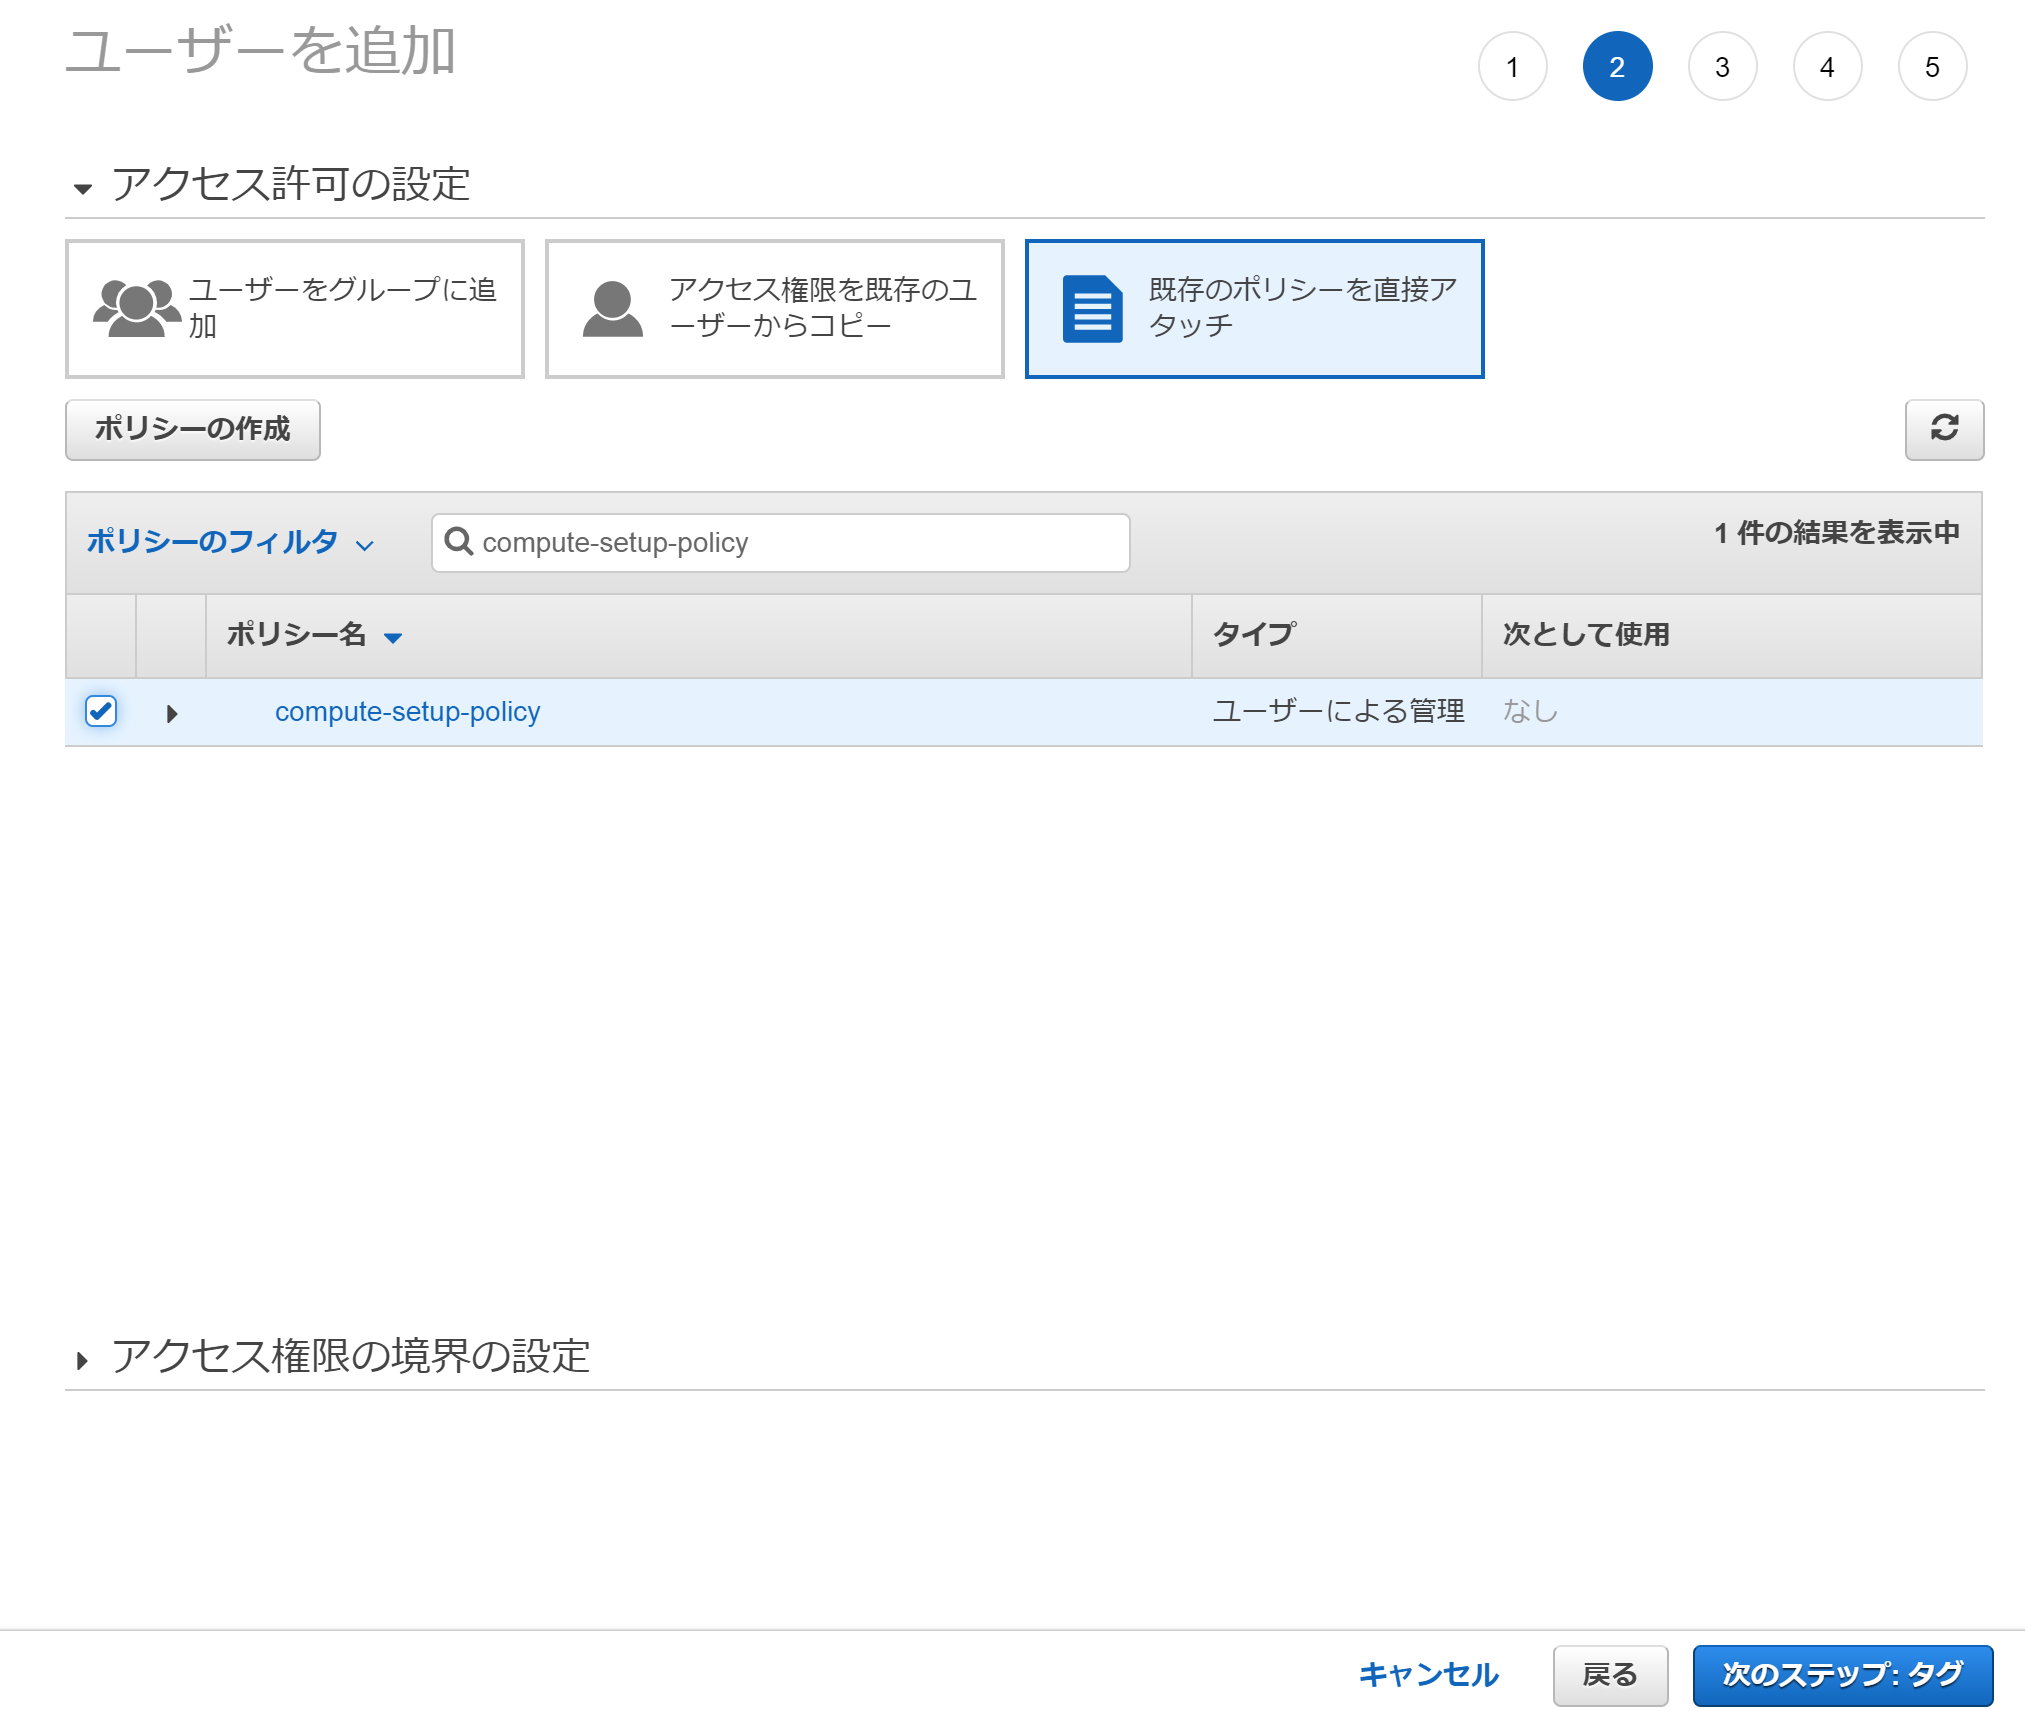 ユーザーを追加
1 2 3 4 5
アクセス許可の設定
ユーザーをグループに追
加
アクセス権限を既存のユ
ーザーからコピー
既存のポリシーを直接ア
タッチ
ポリシーの作成
ポリシーのフィルタ
compute-setup-policy
1 件の結果を表示中
ポリシー名 タイプ 次として使用
compute-setup-policy ユーザーによる管理 なし
アクセス権限の境界の設定
キャンセル 戻る 次のステップ: タグ